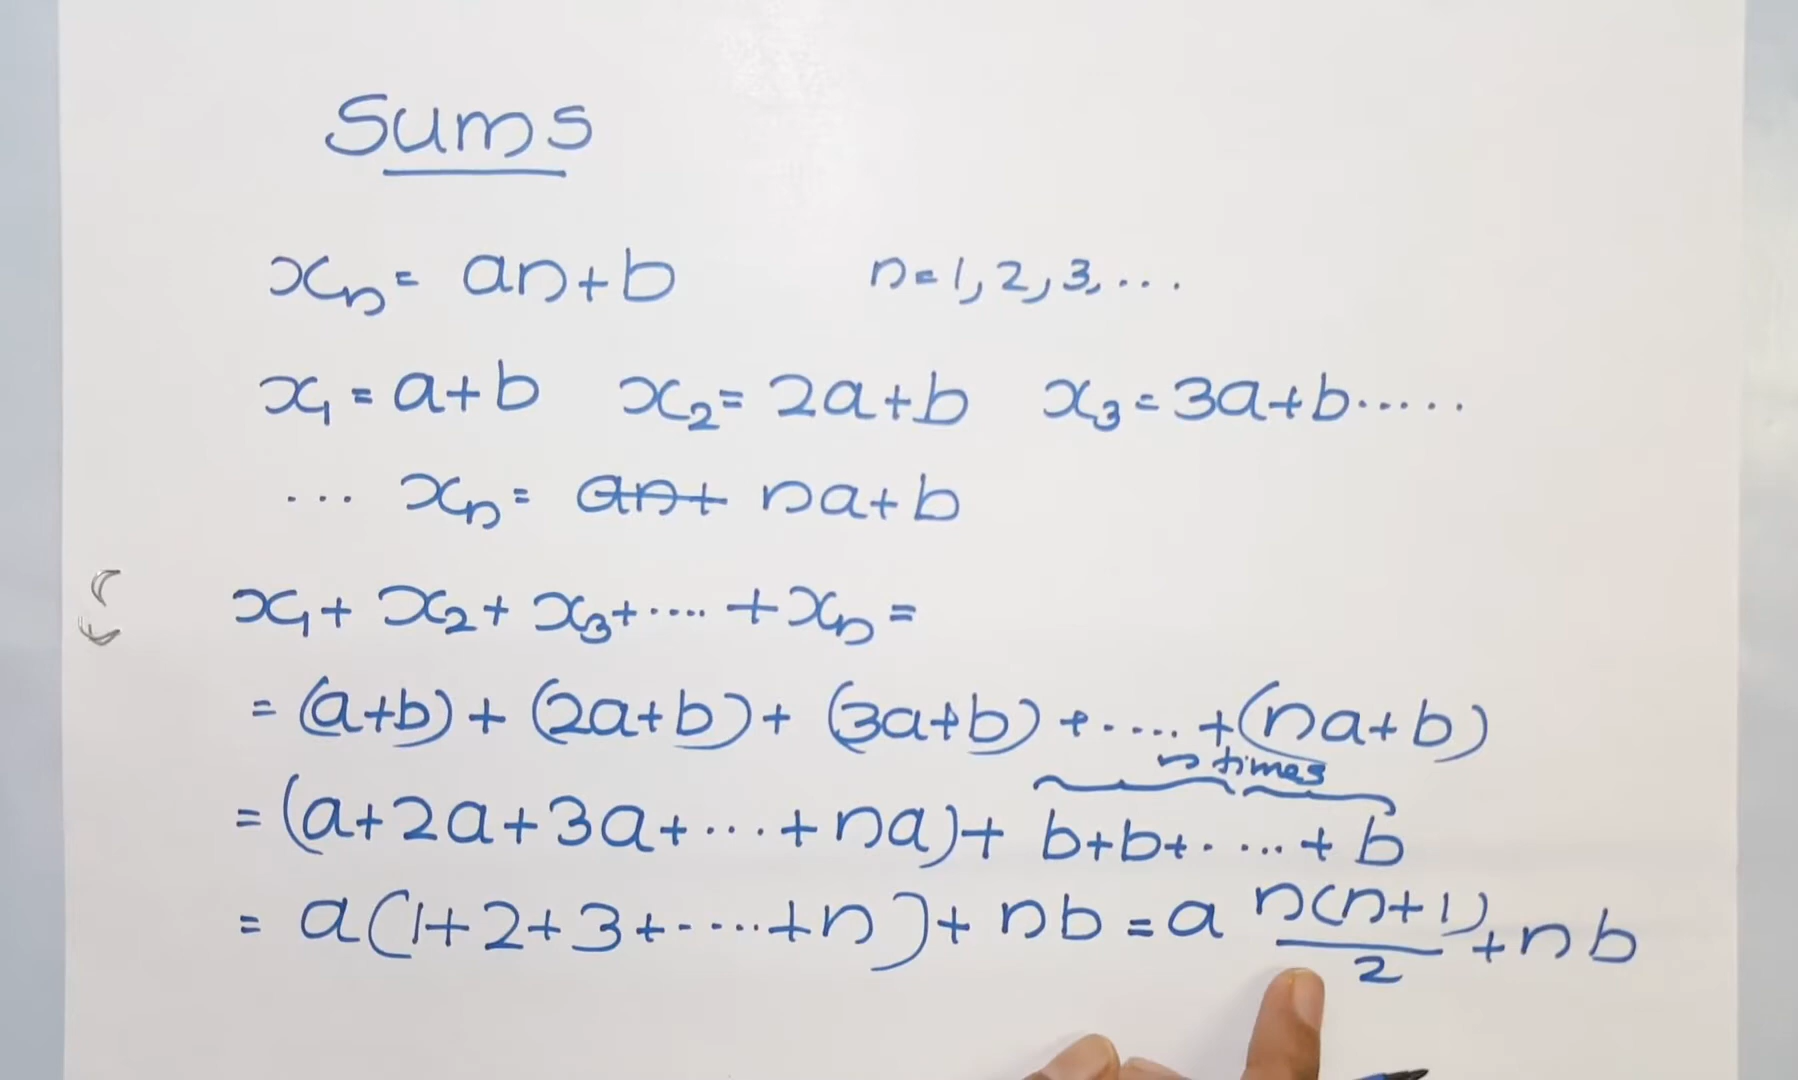 Sums
xₙ = an+b n=1,2,3,...
x₁ = a+b x₂ = 2a+b x₃ = 3a+b.....
... xₙ = an+ na+b
x₁+ x₂+ x₃+.... +xₙ =
= (a+b)+ (2a+b)+ (3a+b) +..... +(na+b)
n times
= (a+2a+3a+...+na)+ b+b+.....+b
= a(1+2+3+.....+n)+ nb = a n(n+1)/2 +nb